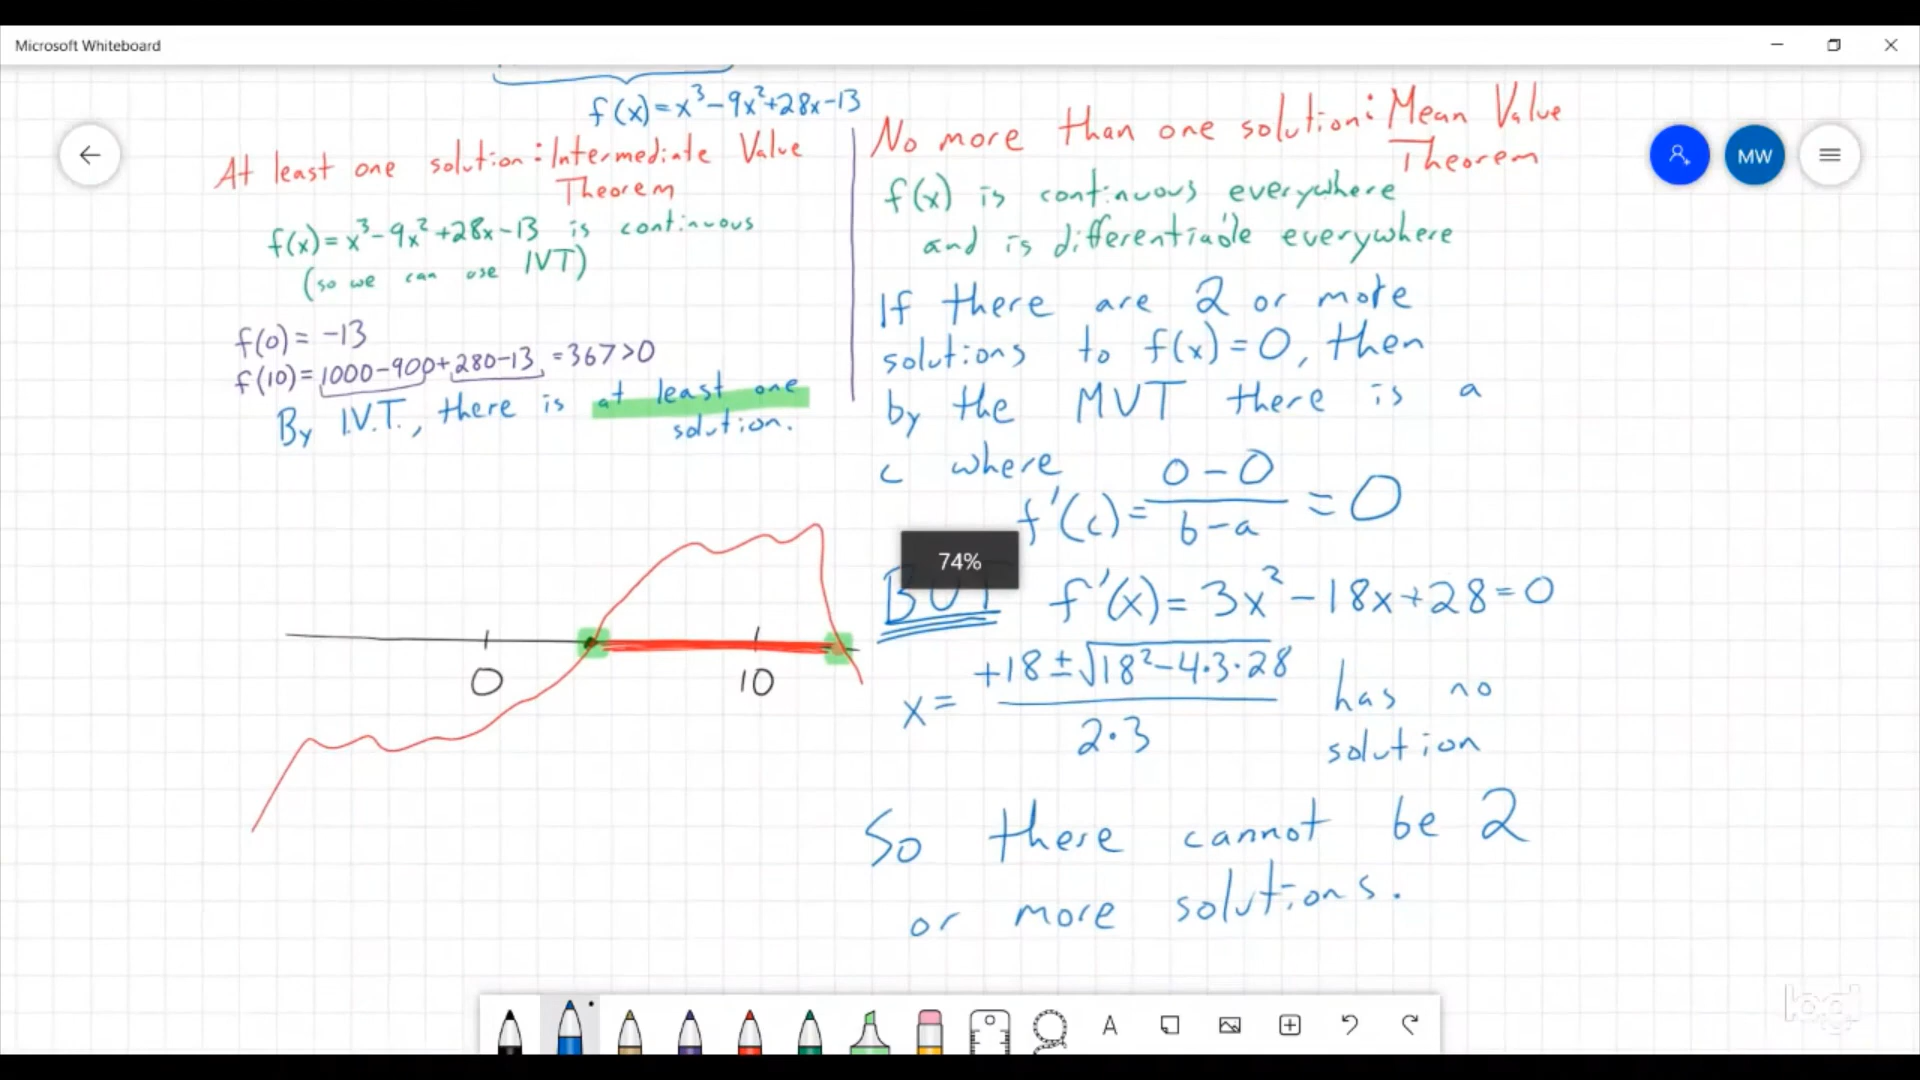 Microsoft Whiteboard
f(x)=x³-9x²+28x-13
At least one solution: Intermediate Value
Theorem
f(x)=x³-9x²+28x-13 is continuous
(so we can use IVT)
f(0)=-13
f(10)=1000-900+280-13=367>0
By I.V.T., there is at least one
solution.
0
10
No more than one solution: Mean Value
Theorem
f(x) is continuous everywhere
and is differentiable everywhere
If there are 2 or more
solutions to f(x)=0, then
by the MVT there is a
c where
f'(c)=(0-0)/(b-a)=0
74%
BUT f'(x)=3x²-18x+28=0
x=(+18±√(18²-4·3·28))/(2·3) has no
solution
So there cannot be 2
or more solutions.
MW
A
logi